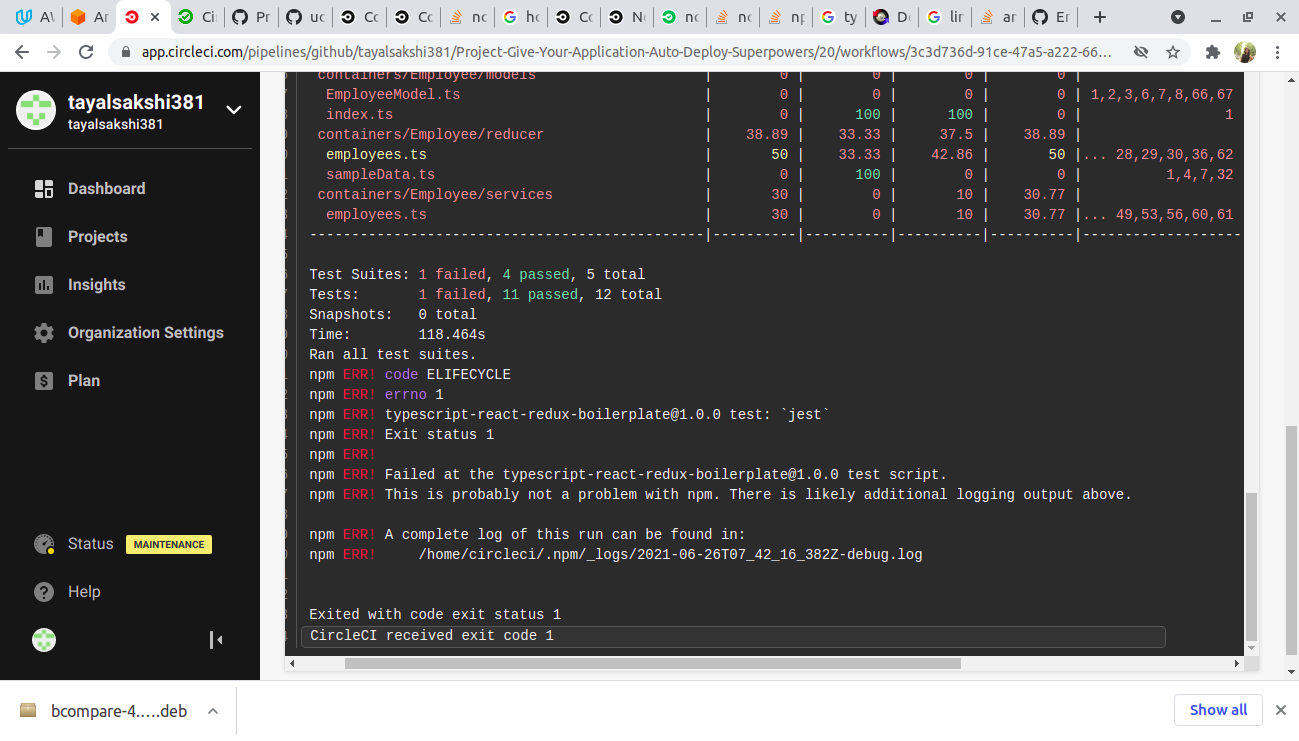 Ar
Ci
Pr
uc
Cc
Cc
nc
hc
Cc
N
nc
nc
np
ty
D
lir
ar
Er
app.circleci.com/pipelines/github/tayalsakshi381/Project-Give-Your-Application-Auto-Deploy-Superpowers/20/workflows/3c3d736d-91ce-47a5-a222-66...
tayalsakshi381
tayalsakshi381
Dashboard
Projects
Insights
Organization Settings
Plan
Status MAINTENANCE
Help
containers/Employee/models | 0 | 0 | 0 | 0 |
EmployeeModel.ts | 0 | 0 | 0 | 0 | 1,2,3,6,7,8,66,67
index.ts | 0 | 100 | 100 | 0 | 1
containers/Employee/reducer | 38.89 | 33.33 | 37.5 | 38.89 |
employees.ts | 50 | 33.33 | 42.86 | 50 |... 28,29,30,36,62
sampleData.ts | 0 | 100 | 0 | 0 | 1,4,7,32
containers/Employee/services | 30 | 0 | 10 | 30.77 |
employees.ts | 30 | 0 | 10 | 30.77 |... 49,53,56,60,61
-----------------------------------------------|----------|----------|----------|----------|-------------------
Test Suites: 1 failed, 4 passed, 5 total
Tests: 1 failed, 11 passed, 12 total
Snapshots: 0 total
Time: 118.464s
Ran all test suites.
npm ERR! code ELIFECYCLE
npm ERR! errno 1
npm ERR! typescript-react-redux-boilerplate@1.0.0 test: `jest`
npm ERR! Exit status 1
npm ERR!
npm ERR! Failed at the typescript-react-redux-boilerplate@1.0.0 test script.
npm ERR! This is probably not a problem with npm. There is likely additional logging output above.
npm ERR! A complete log of this run can be found in:
npm ERR! /home/circleci/.npm/_logs/2021-06-26T07_42_16_382Z-debug.log
Exited with code exit status 1
CircleCI received exit code 1
bcompare-4.....deb
Show all